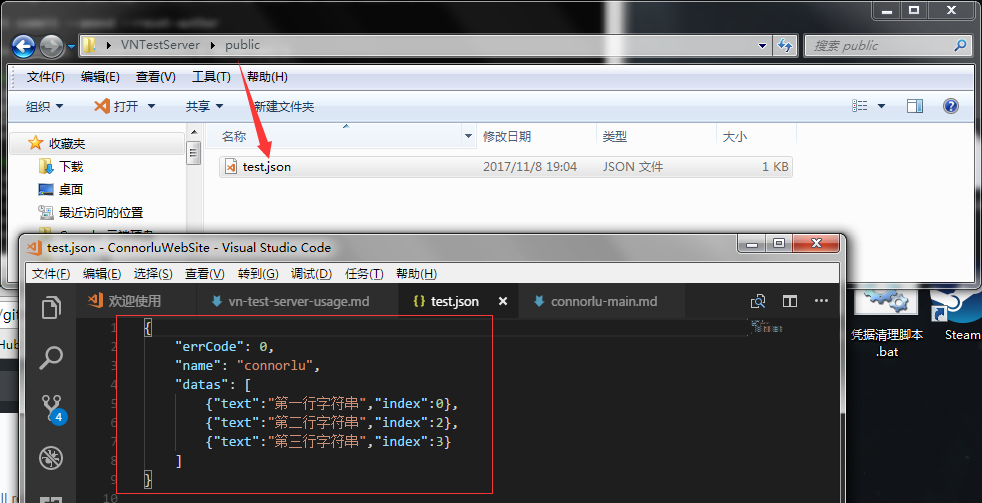 VNTestServer public
搜索 public
文件(F) 编辑(E) 查看(V) 工具(T) 帮助(H)
组织 打开 共享 新建文件夹
收藏夹
下载
桌面
最近访问的位置
名称 修改日期 类型 大小
test.json 2017/11/8 19:04 JSON 文件 1 KB
test.json - ConnorluWebSite - Visual Studio Code
文件(F) 编辑(E) 选择(S) 查看(V) 转到(G) 调试(D) 任务(T) 帮助(H)
欢迎使用 vn-test-server-usage.md {} test.json connorlu-main.md
4
1 {
2 "errCode": 0,
3 "name": "connorlu",
4 "datas": [
5 {"text":"第一行字符串","index":0},
6 {"text":"第二行字符串","index":2},
7 {"text":"第三行字符串","index":3}
8 ]
9 }
10
凭据清理脚本
.bat
Steam